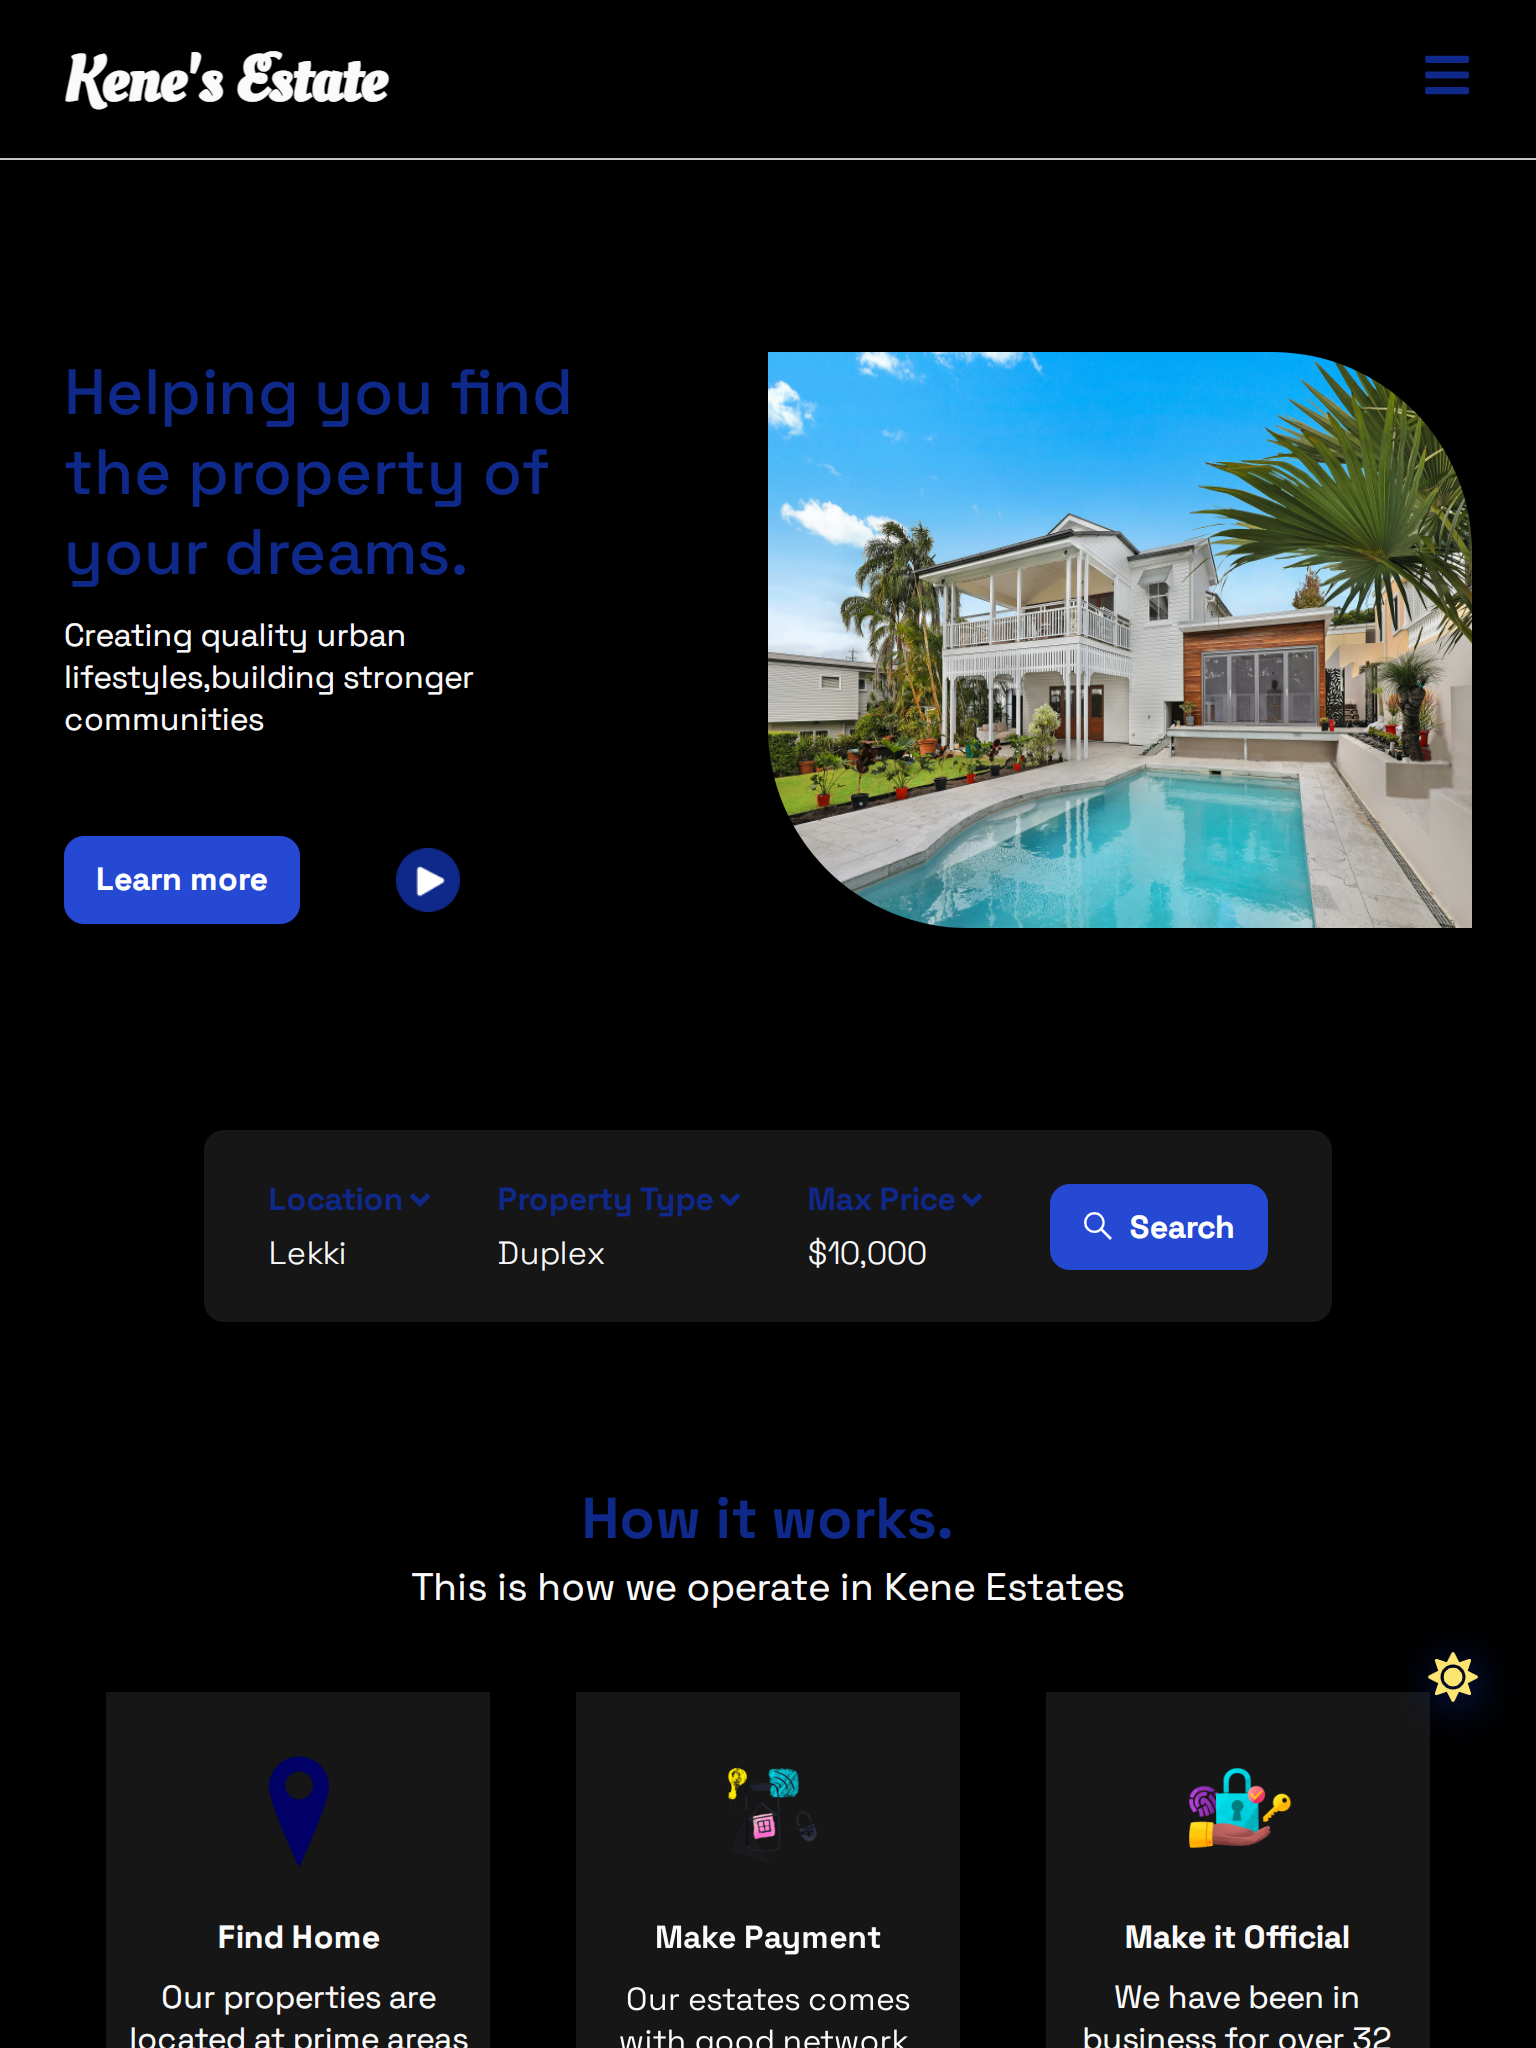 Kene's Estate
Helping you find
the property of
your dreams.
Creating quality urban
lifestyles,building stronger
communities
Learn more
Location
Property Type
Max Price
Lekki
Duplex
$10,000
Search
How it works.
This is how we operate in Kene Estates
Find Home
Make Payment
Make it Official
Our properties are
located at prime areas
Our estates comes
with good network
We have been in
business for over 32